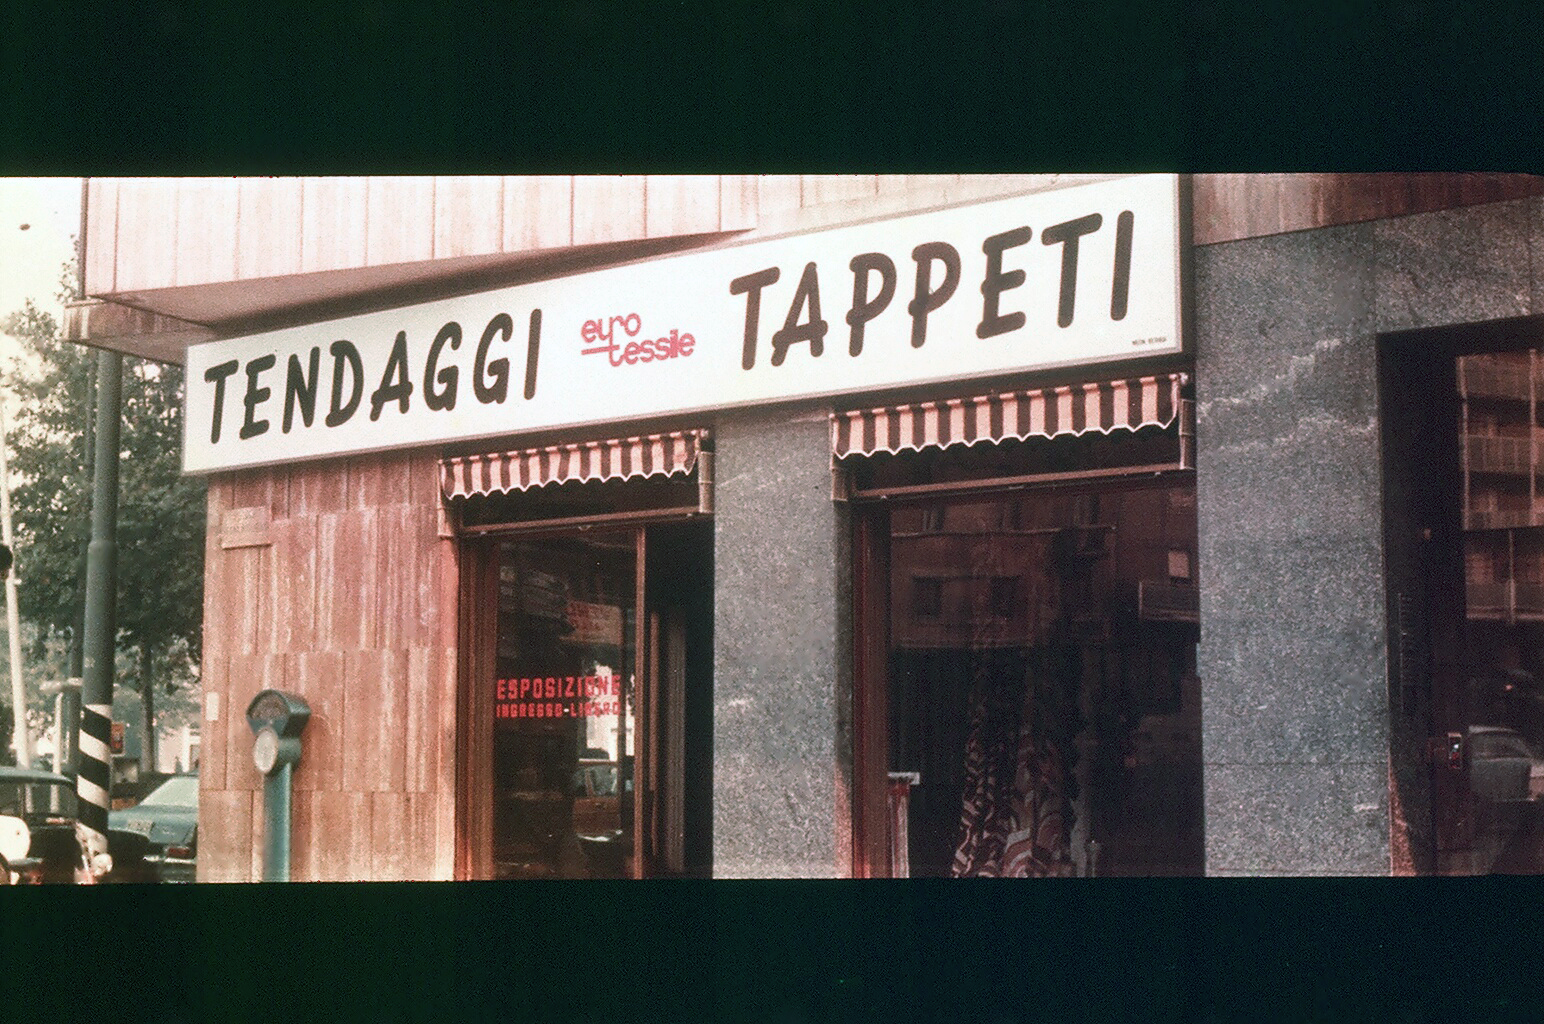 TENDAGGI
euro
tessile
TAPPETI
ESPOSIZIONE
INGRESSO-LIBERO